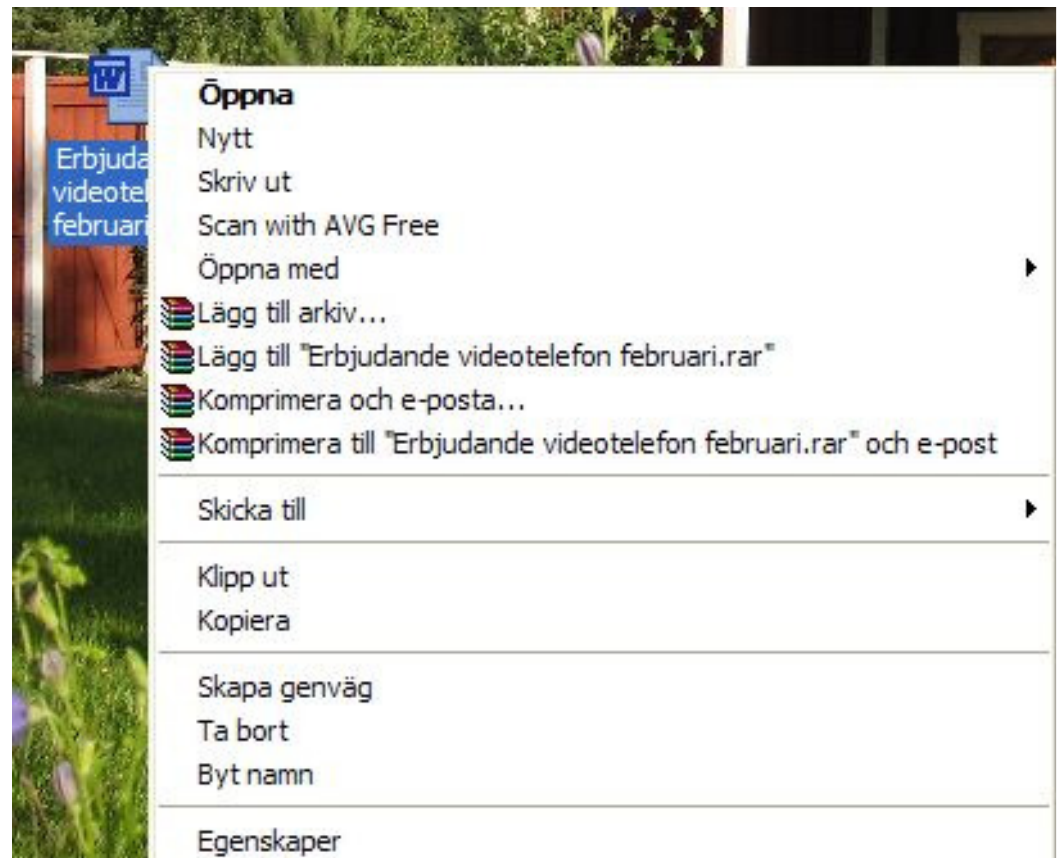 W
Erbjuda
videotel
februari
Öppna
Nytt
Skriv ut
Scan with AVG Free
Öppna med
Lägg till arkiv...
Lägg till "Erbjudande videotelefon februari.rar"
Komprimera och e-posta...
Komprimera till "Erbjudande videotelefon februari.rar" och e-post
Skicka till
Klipp ut
Kopiera
Skapa genväg
Ta bort
Byt namn
Egenskaper